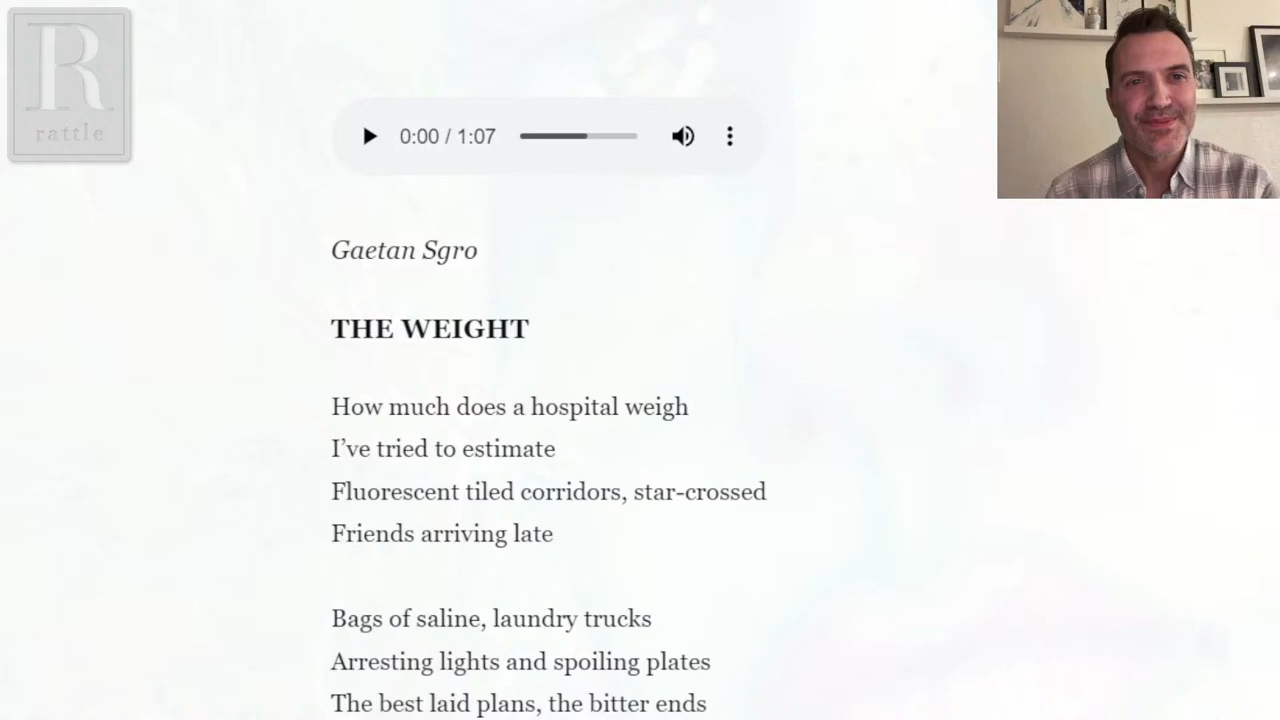 R
rattle
0:00 / 1:07
Gaetan Sgro
THE WEIGHT
How much does a hospital weigh
I’ve tried to estimate
Fluorescent tiled corridors, star-crossed
Friends arriving late
Bags of saline, laundry trucks
Arresting lights and spoiling plates
The best laid plans, the bitter ends